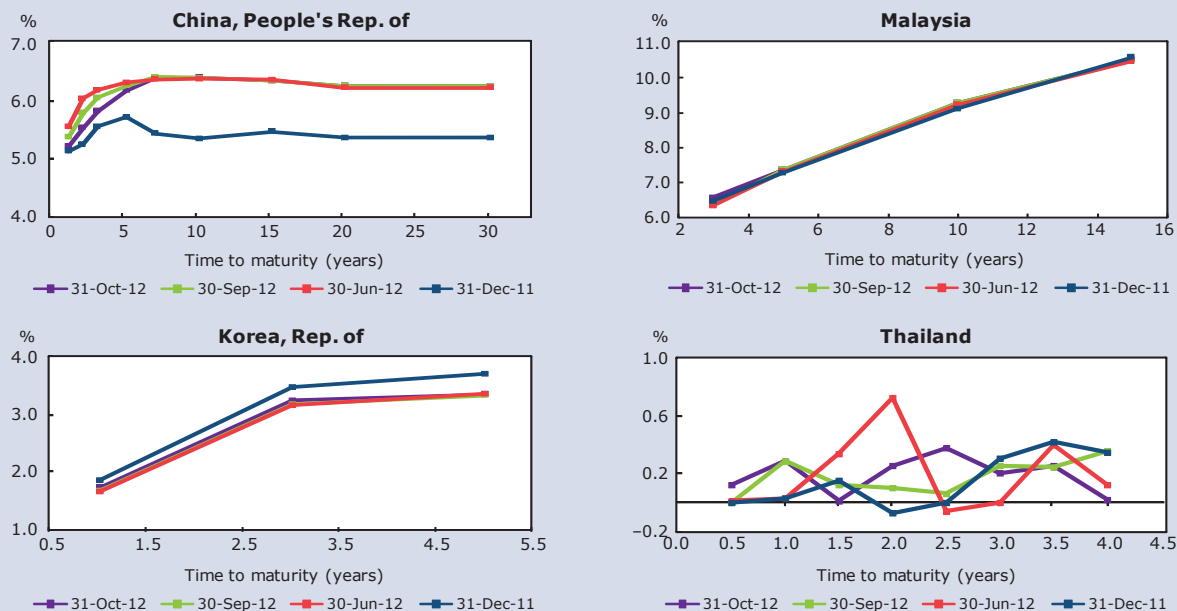 China, People's Rep. of
%
7.0
6.0
5.0
4.0
0 5 10 15 20 25 30
Time to maturity (years)
31-Oct-12 30-Sep-12 30-Jun-12 31-Dec-11
Malaysia
%
11.0
10.0
9.0
8.0
7.0
6.0
2 4 6 8 10 12 14 16
Time to maturity (years)
31-Oct-12 30-Sep-12 30-Jun-12 31-Dec-11
Korea, Rep. of
%
4.0
3.0
2.0
1.0
0.5 1.5 2.5 3.5 4.5 5.5
Time to maturity (years)
31-Oct-12 30-Sep-12 30-Jun-12 31-Dec-11
Thailand
%
1.0
0.6
0.2
−0.2
0.0 0.5 1.0 1.5 2.0 2.5 3.0 3.5 4.0 4.5
Time to maturity (years)
31-Oct-12 30-Sep-12 30-Jun-12 31-Dec-11